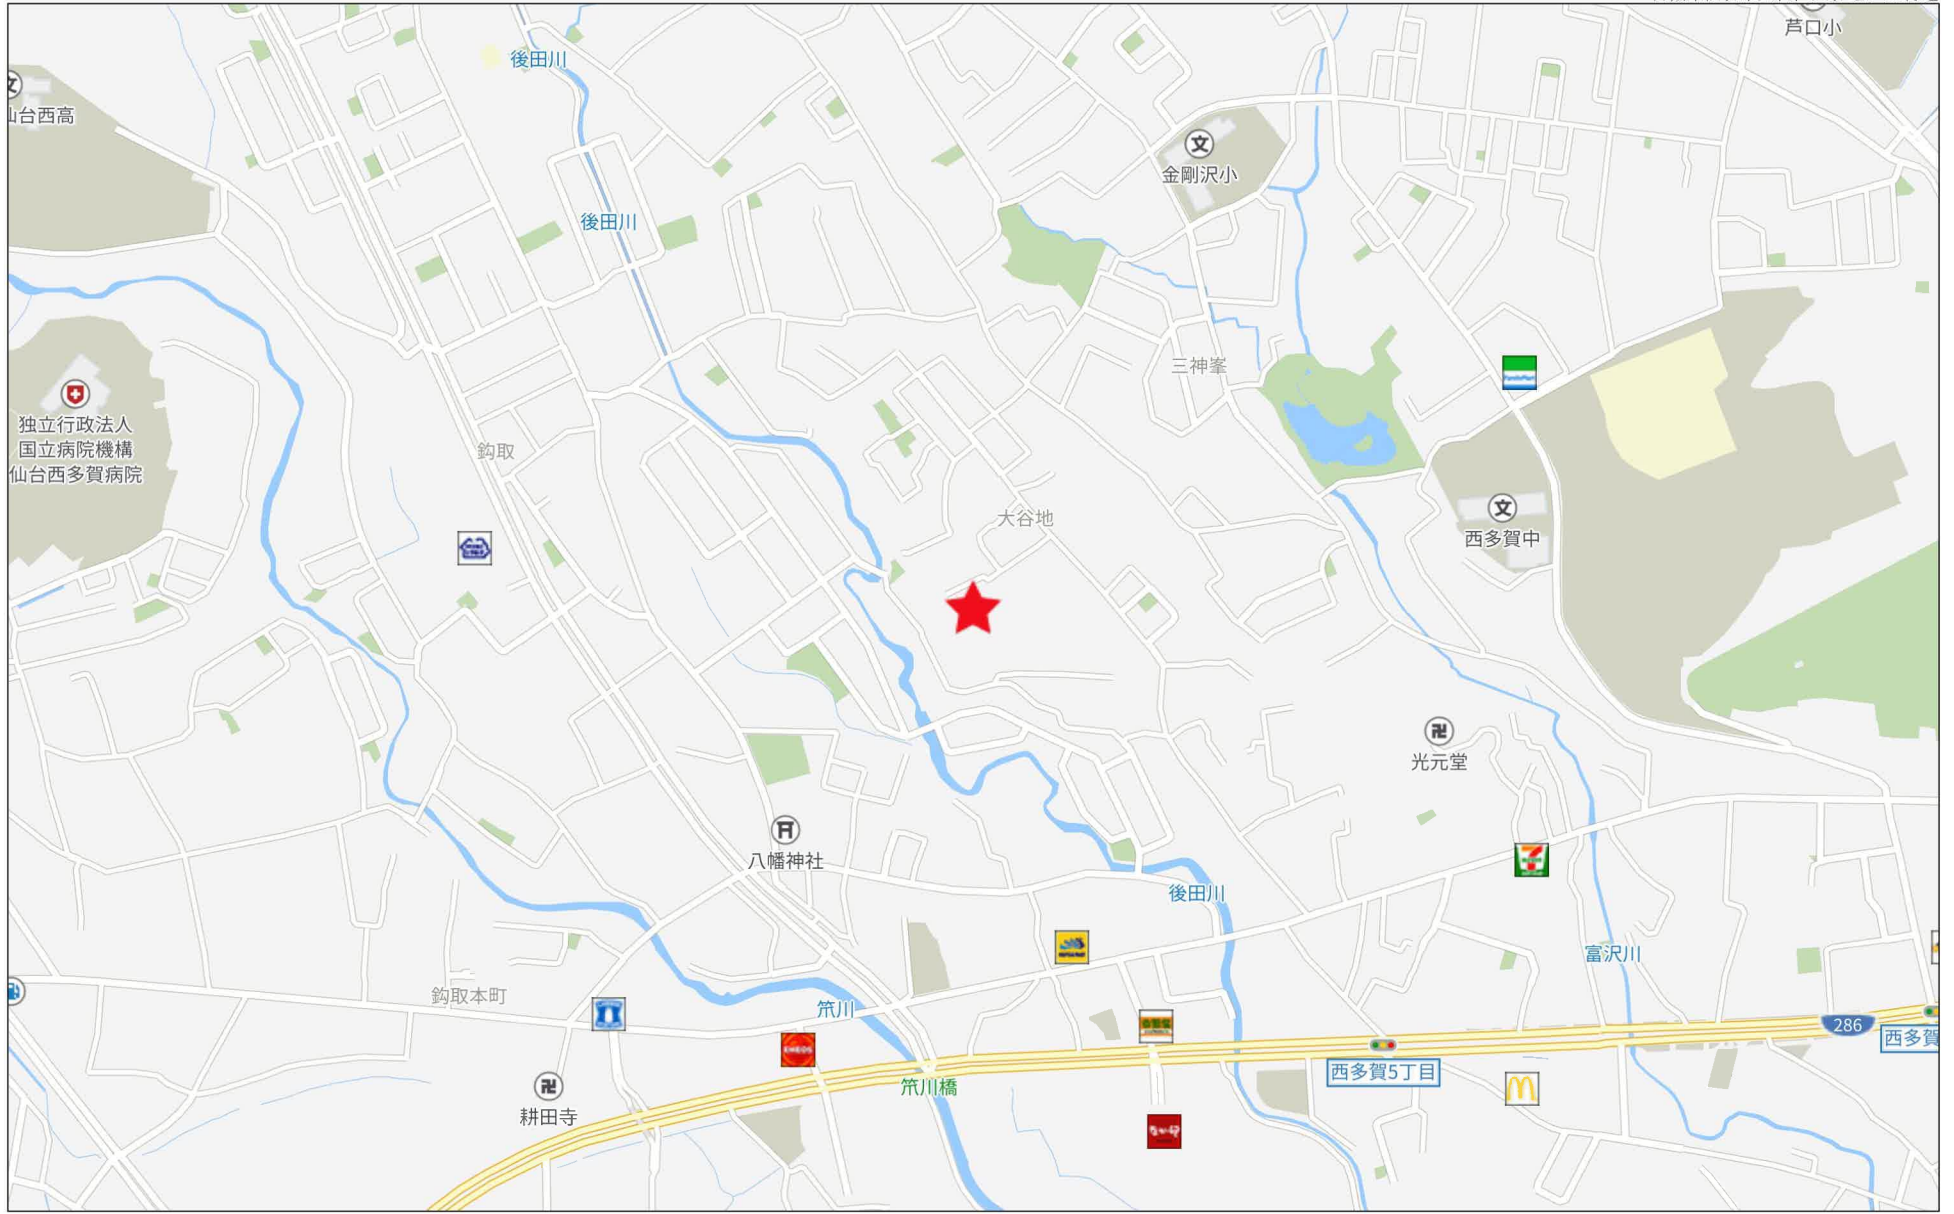 芦口小
後田川
仙台西高
金剛沢小
後田川
三神峯
独立行政法人
国立病院機構
仙台西多賀病院
鈎取
大谷地
西多賀中
光元堂
八幡神社
後田川
富沢川
鈎取本町
笊川
ENEOS
286
西多賀
西多賀5丁目
笊川橋
耕田寺